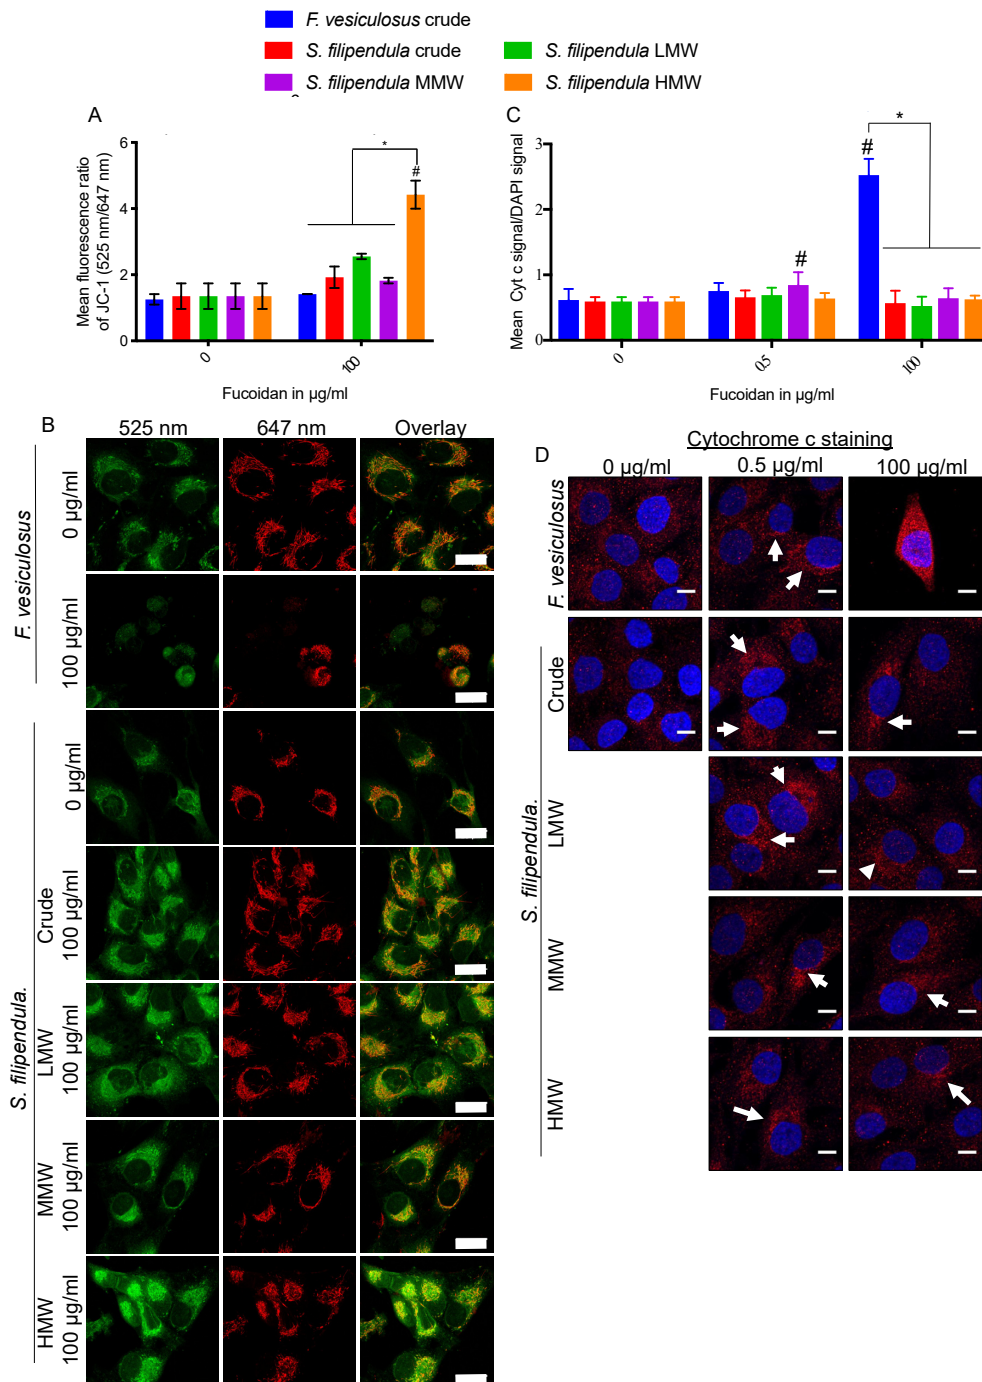 F. vesiculosus crude
S. filipendula crude
S. filipendula LMW
S. filipendula MMW
S. filipendula HMW
A
Mean fluorescence ratio
of JC-1 (525 nm/647 nm)
6
4
2
0
*
#
0
100
Fucoidan in µg/ml
C
Mean Cyt c signal/DAPI signal
3
2
1
0
#
#
*
0
0.5
100
Fucoidan in µg/ml
B
525 nm
647 nm
Overlay
F. vesiculosus
0 µg/ml
100 µg/ml
S. filipendula.
0 µg/ml
Crude
100 µg/ml
LMW
100 µg/ml
MMW
100 µg/ml
HMW
100 µg/ml
D
Cytochrome c staining
0 µg/ml
0.5 µg/ml
100 µg/ml
F. vesiculosus
S. filipendula.
Crude
LMW
MMW
HMW